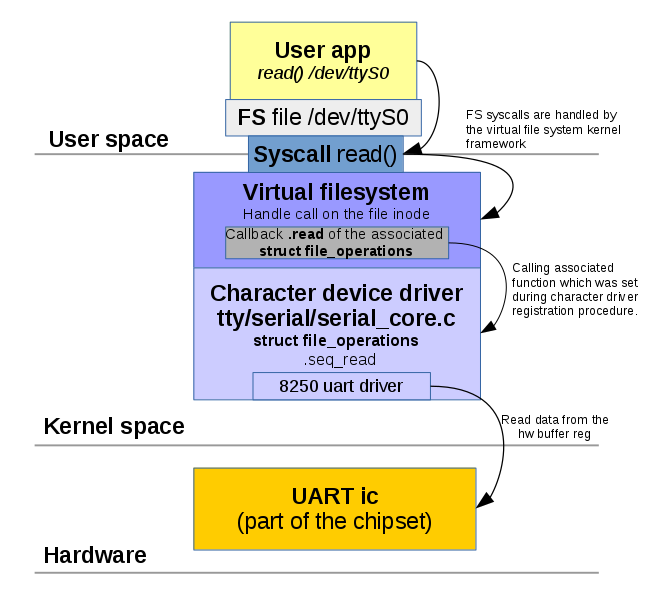 User app
read() /dev/ttyS0
FS file /dev/ttyS0
FS syscalls are handled by
the virtual file system kernel
framework
User space
Syscall read()
Virtual filesystem
Handle call on the file inode
Callback .read of the associated
struct file_operations
Calling associated
function which was set
during character driver
registration procedure.
Character device driver
tty/serial/serial_core.c
struct file_operations
.seq_read
8250 uart driver
Kernel space
Read data from the
hw buffer reg
UART ic
(part of the chipset)
Hardware